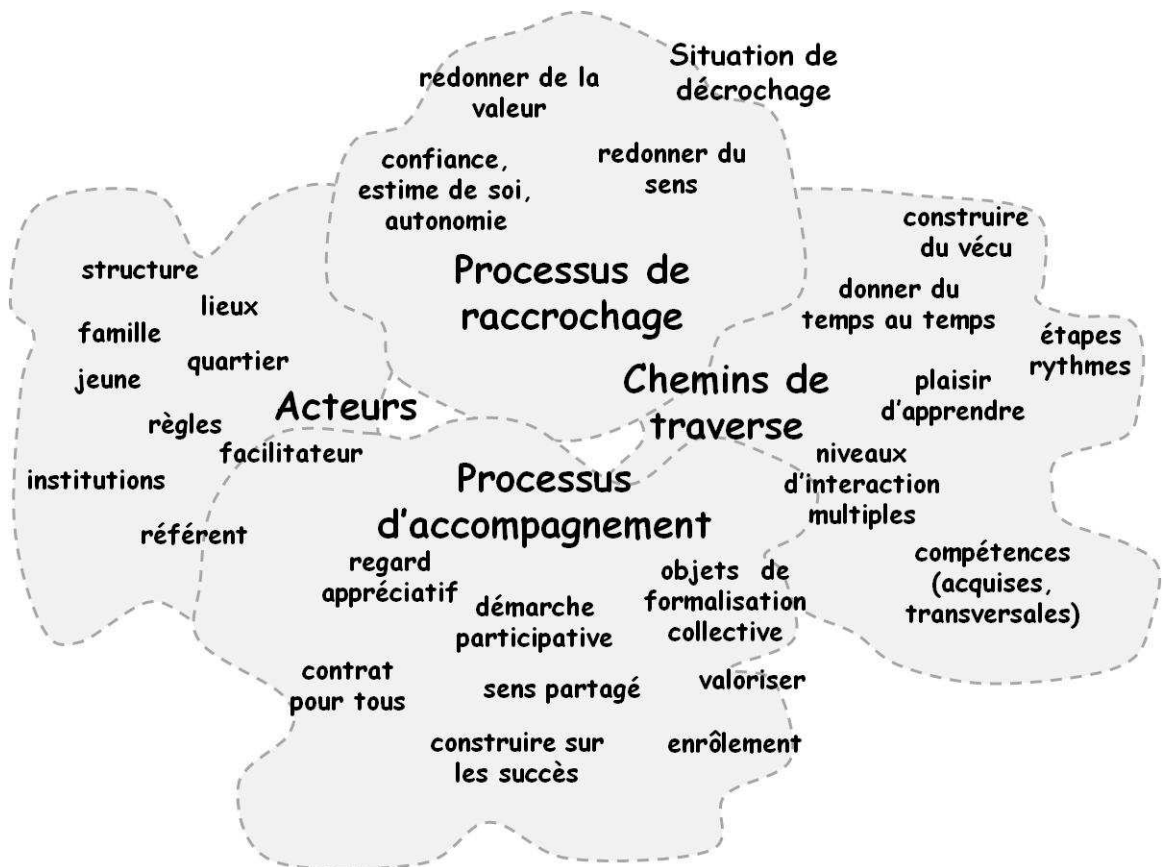 Situation de
décrochage
redonner de la
valeur
confiance,
estime de soi,
autonomie
redonner du
sens
Processus de
raccrochage
structure
lieux
famille
quartier
jeune
Acteurs
règles
facilitateur
institutions
référent
construire
du vécu
donner du
temps au temps
étapes
rythmes
Chemins de
traverse
plaisir
d'apprendre
niveaux
d'interaction
multiples
compétences
(acquises,
transversales)
Processus
d'accompagnement
regard
appréciatif
démarche
participative
objets de
formalisation
collective
contrat
pour tous
sens partagé
valoriser
construire sur
les succès
enrôlement